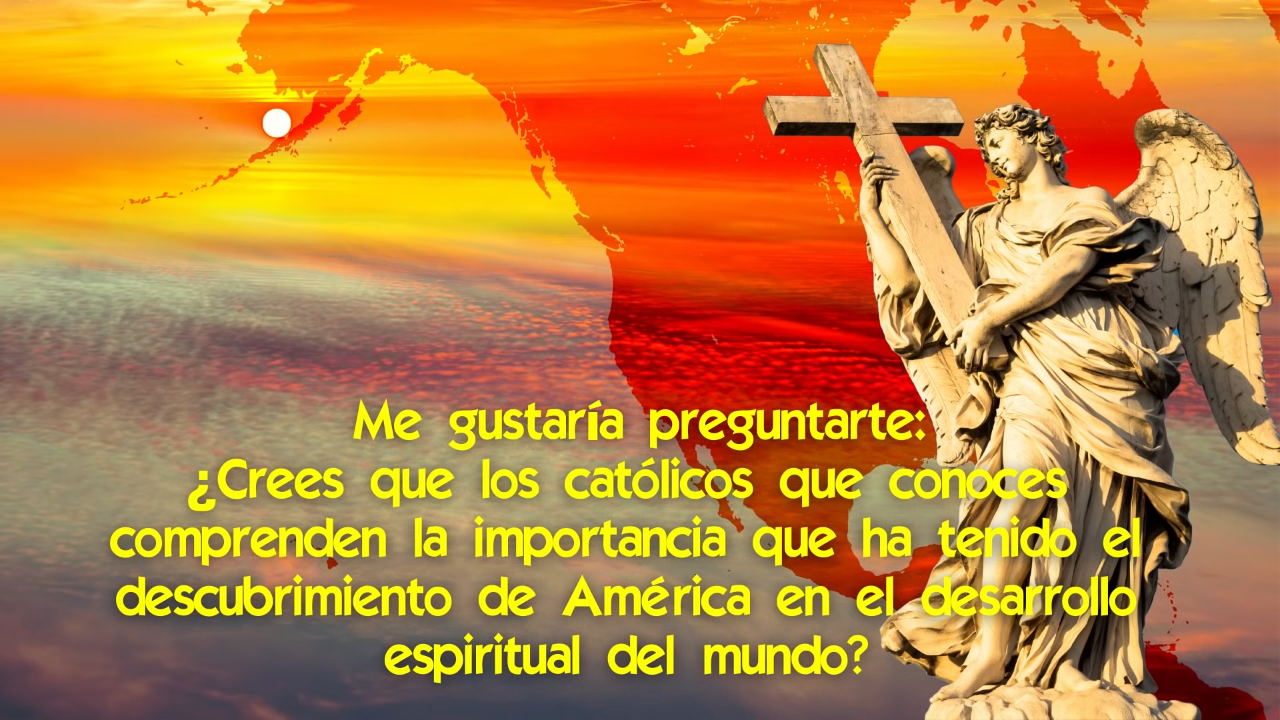 Me gustaría preguntarte:
¿Crees que los católicos que conoces
comprenden la importancia que ha tenido el
descubrimiento de América en el desarrollo
espiritual del mundo?